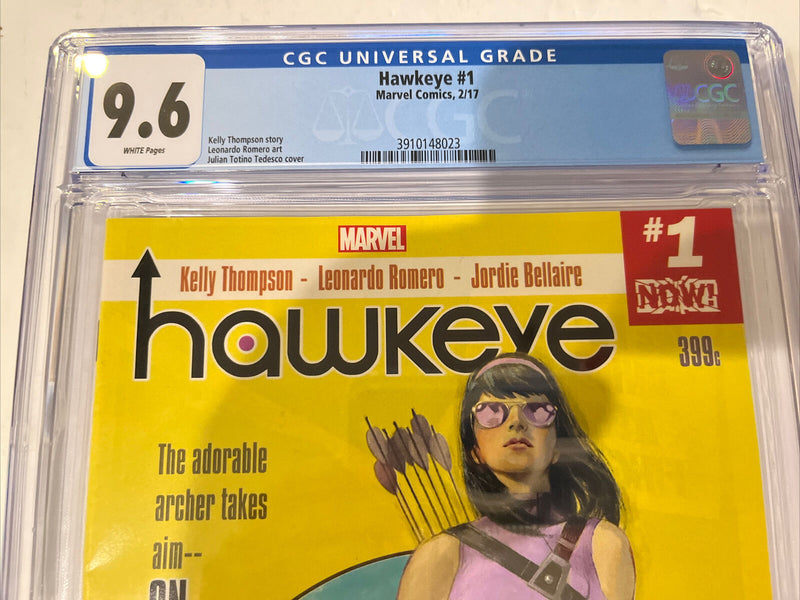 CGC UNIVERSAL GRADE
9.6
WHITE Pages
Hawkeye #1
Marvel Comics, 2/17
Kelly Thompson story
Leonardo Romero art
Julian Totino Tedesco cover
3910148023
CGC
CGC
MARVEL
Kelly Thompson - Leonardo Romero - Jordie Bellaire
#1
NOW!
hawkeye
399¢
The adorable
archer takes
aim--
ON